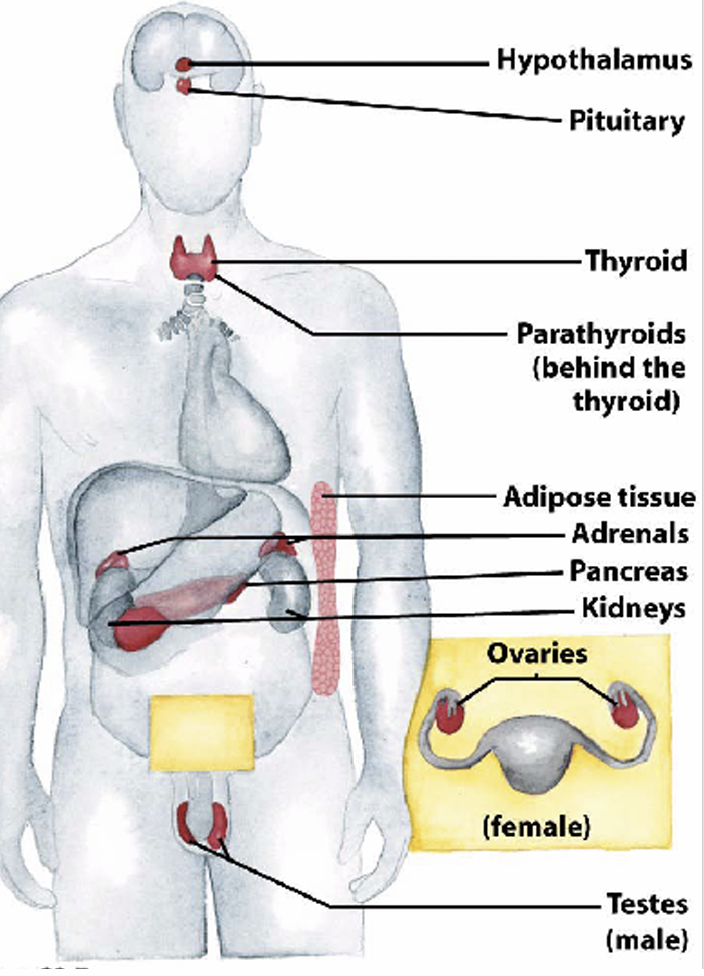 Hypothalamus
Pituitary
Thyroid
Parathyroids
(behind the
thyroid)
Adipose tissue
Adrenals
Pancreas
Kidneys
Ovaries
(female)
Testes
(male)